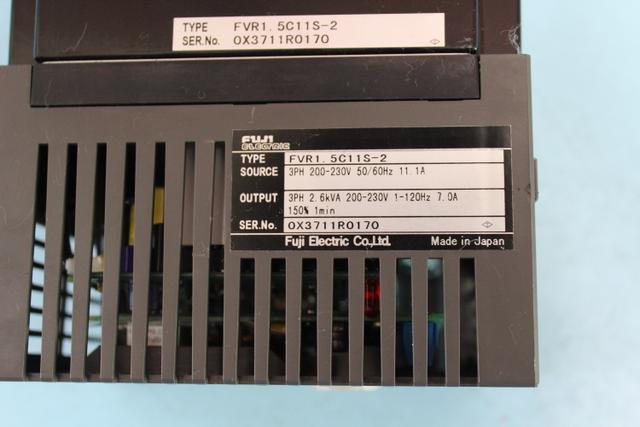 TYPE FVR1.5C11S-2
SER.No. 0X3711R0170
FUJI
ELECTRIC
TYPE FVR1.5C11S-2
SOURCE 3PH 200-230V 50/60Hz 11.1A
OUTPUT 3PH 2.6kVA 200-230V 1-120Hz 7.0A
150% 1min
SER.No. 0X3711R0170
Fuji Electric Co.,Ltd. Made in Japan